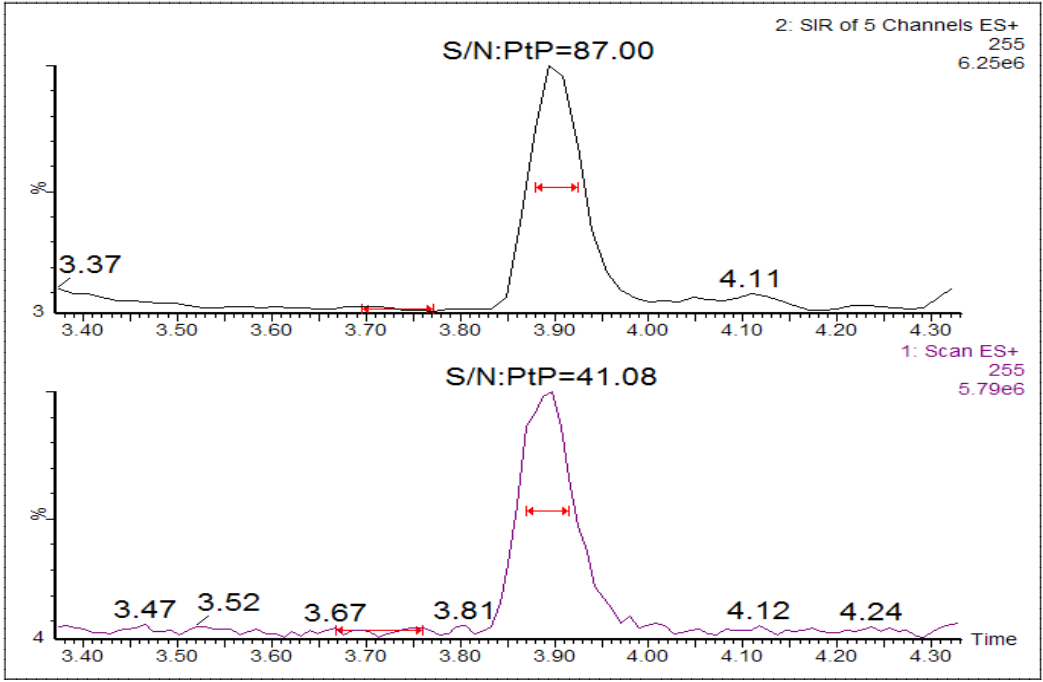 2: SIR of 5 Channels ES+
255
6.25e6
S/N:PtP=87.00
%
3.37
4.11
3
3.40 3.50 3.60 3.70 3.80 3.90 4.00 4.10 4.20 4.30
1: Scan ES+
255
5.79e6
S/N:PtP=41.08
%
3.47 3.52 3.67 3.81 4.12 4.24
4
Time
3.40 3.50 3.60 3.70 3.80 3.90 4.00 4.10 4.20 4.30